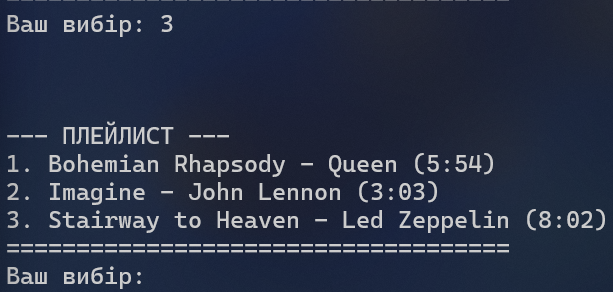 ===================================
Ваш вибір: 3
--- ПЛЕЙЛИСТ ---
1. Bohemian Rhapsody - Queen (5:54)
2. Imagine - John Lennon (3:03)
3. Stairway to Heaven - Led Zeppelin (8:02)
====================================
Ваш вибір: